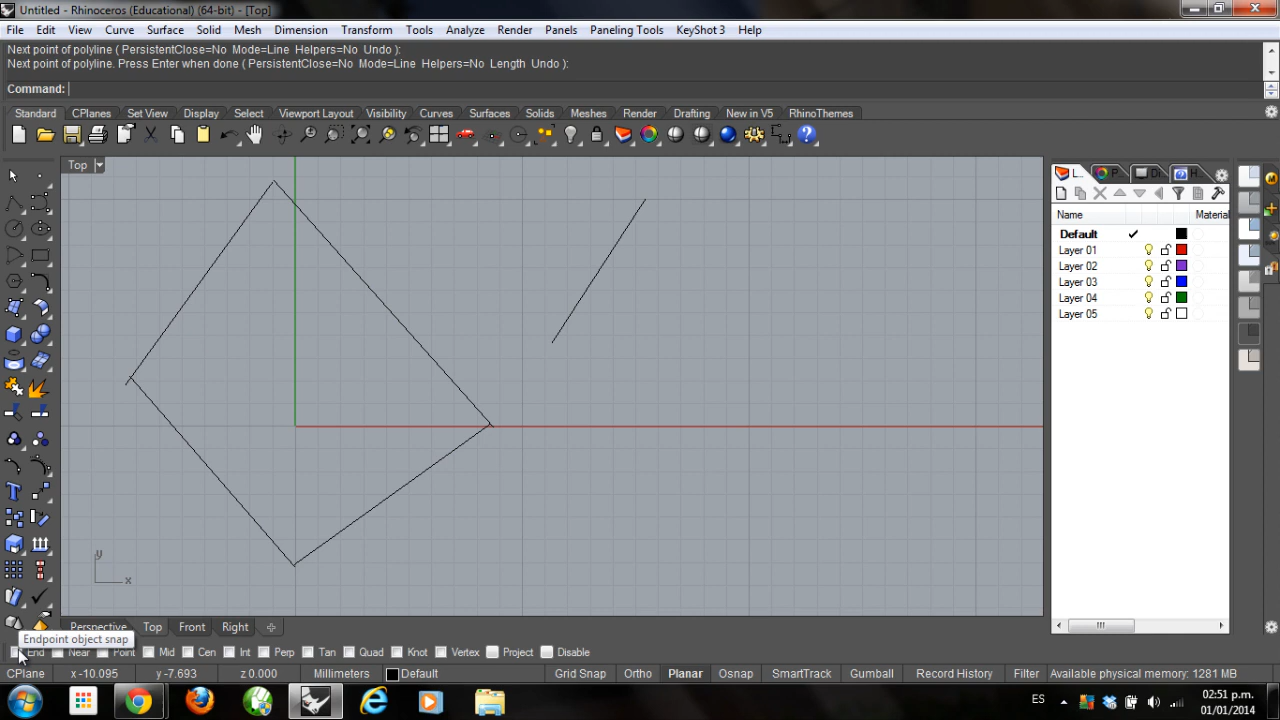 Untitled - Rhinoceros (Educational) (64-bit) - [Top]
File Edit View Curve Surface Solid Mesh Dimension Transform Tools Analyze Render Panels Paneling Tools KeyShot 3 Help
Next point of polyline ( PersistentClose=No Mode=Line Helpers=No Undo ):
Next point of polyline. Press Enter when done ( PersistentClose=No Mode=Line Helpers=No Length Undo ):
Command:
Standard CPlanes Set View Display Select Viewport Layout Visibility Curves Surfaces Solids Meshes Render Drafting New in V5 RhinoThemes
Top
L...
Name Material
Default
Layer 01
Layer 02
Layer 03
Layer 04
Layer 05
y
x
Perspective Top Front Right
Endpoint object snap
End Near Point Mid Cen Int Perp Tan Quad Knot Vertex Project Disable
CPlane x -10.095 y -7.693 z 0.000 Millimeters Default Grid Snap Ortho Planar Osnap SmartTrack Gumball Record History Filter Available physical memory: 1281 MB
ES 02:51 p.m.
01/01/2014